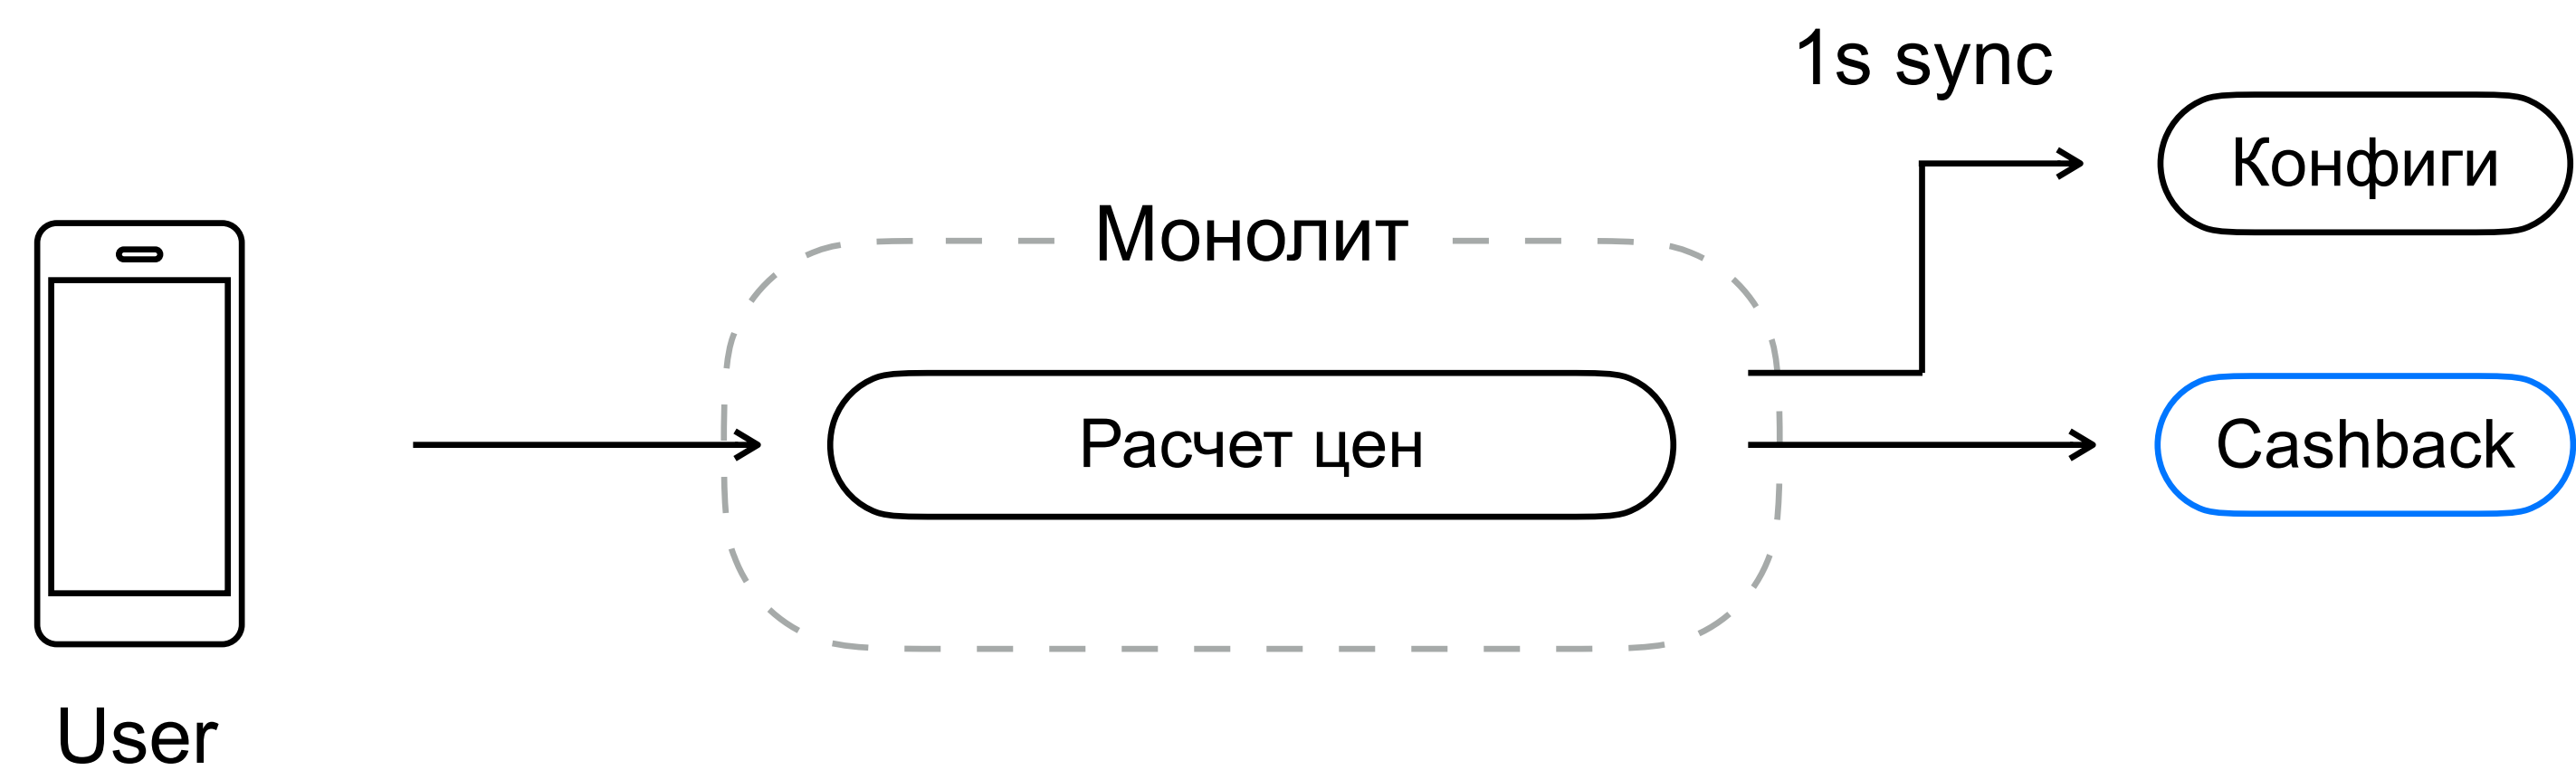 1s sync
Конфиги
Монолит
Расчет цен
Cashback
User